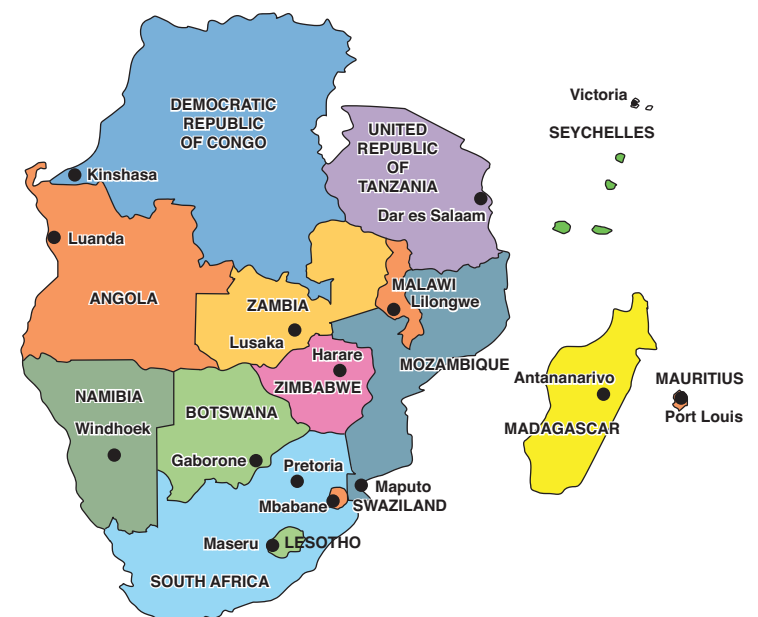 Victoria
DEMOCRATIC
REPUBLIC
OF CONGO
UNITED
REPUBLIC
OF
TANZANIA
SEYCHELLES
Kinshasa
Dar es Salaam
Luanda
MALAWI
Lilongwe
ANGOLA
ZAMBIA
Lusaka
Harare
MOZAMBIQUE
ZIMBABWE
Antananarivo
MAURITIUS
NAMIBIA
BOTSWANA
Port Louis
Windhoek
MADAGASCAR
Gaborone
Pretoria
Maputo
Mbabane
SWAZILAND
Maseru
LESOTHO
SOUTH AFRICA